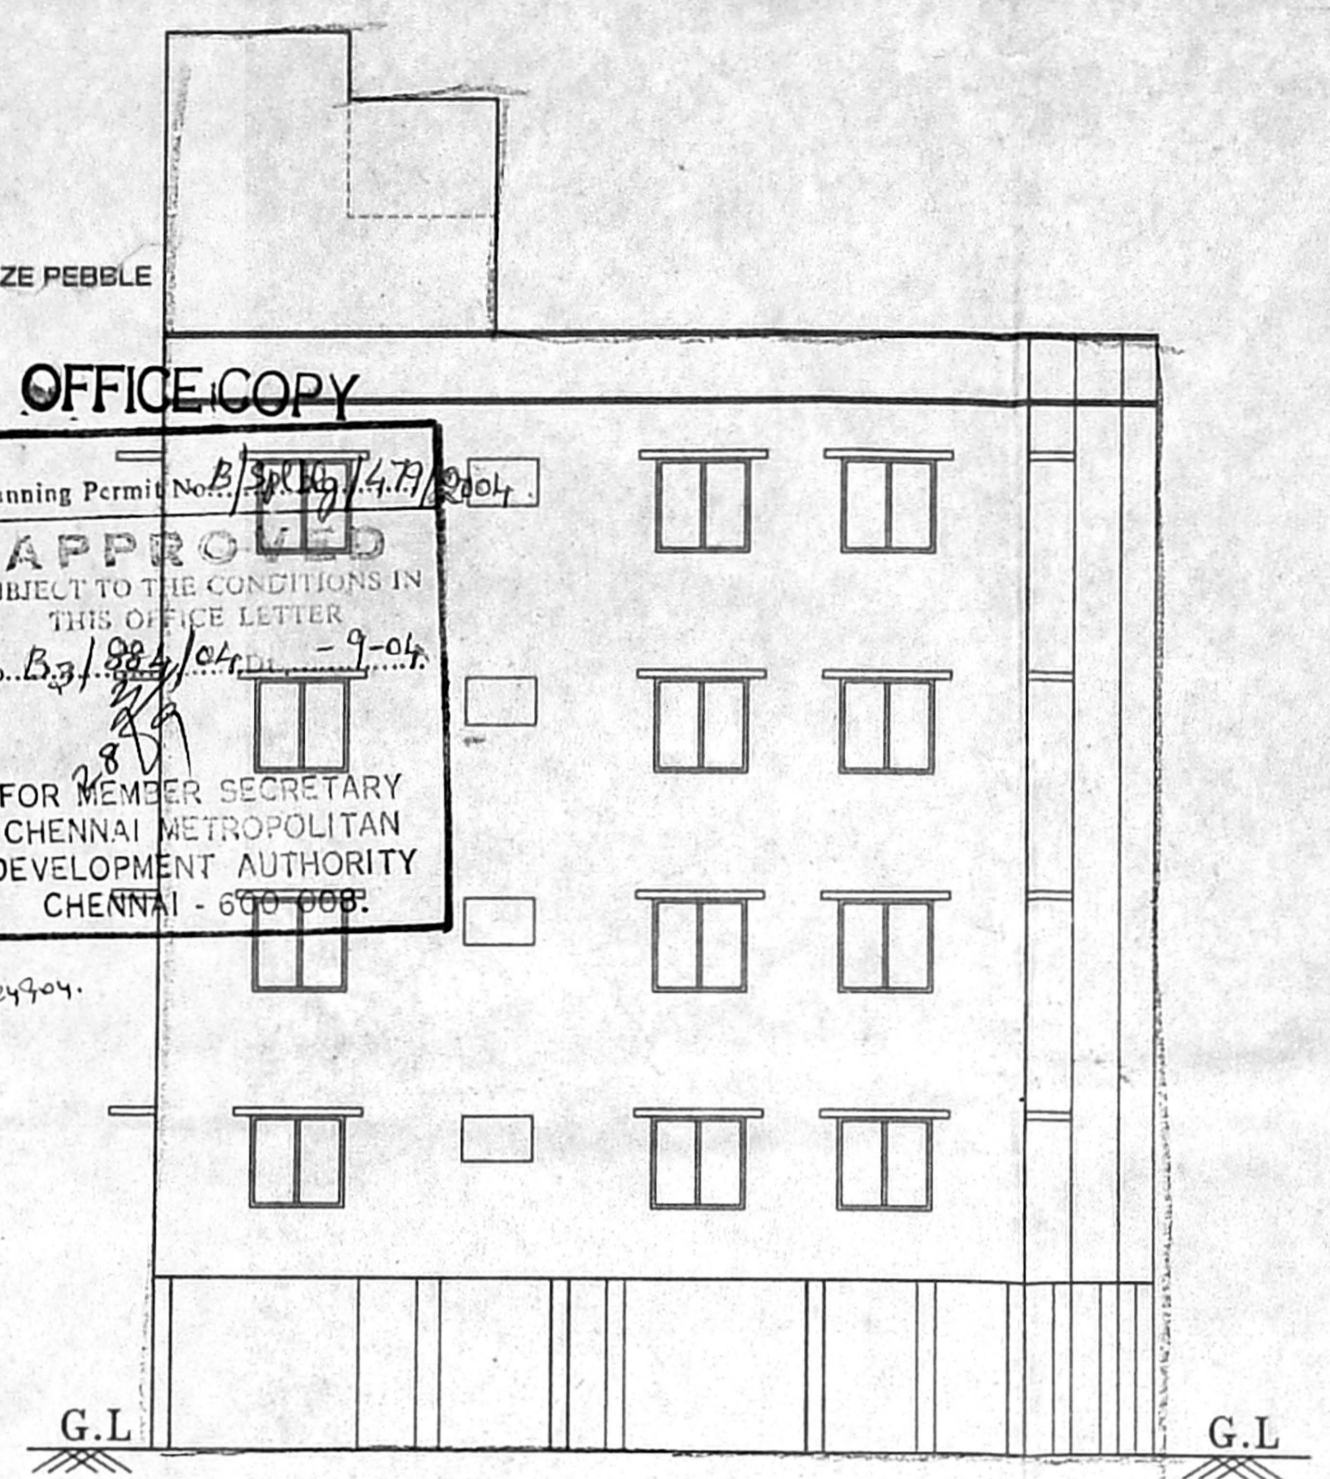 ZE PEBBLE
OFFICE COPY
anning Permit No. B/Spl bldg/479/2004
APPROVED
BJECT TO THE CONDITIONS IN
THIS OFFICE LETTER
o. B3/884/04 Dt. - 9-04.
FOR MEMBER SECRETARY
CHENNAI METROPOLITAN
DEVELOPMENT AUTHORITY
CHENNAI - 600 008.
G.L
G.L